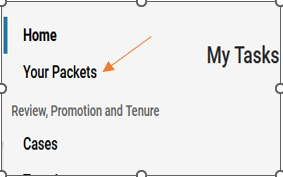 Home
My Tasks
Your Packets
Review, Promotion and Tenure
Cases